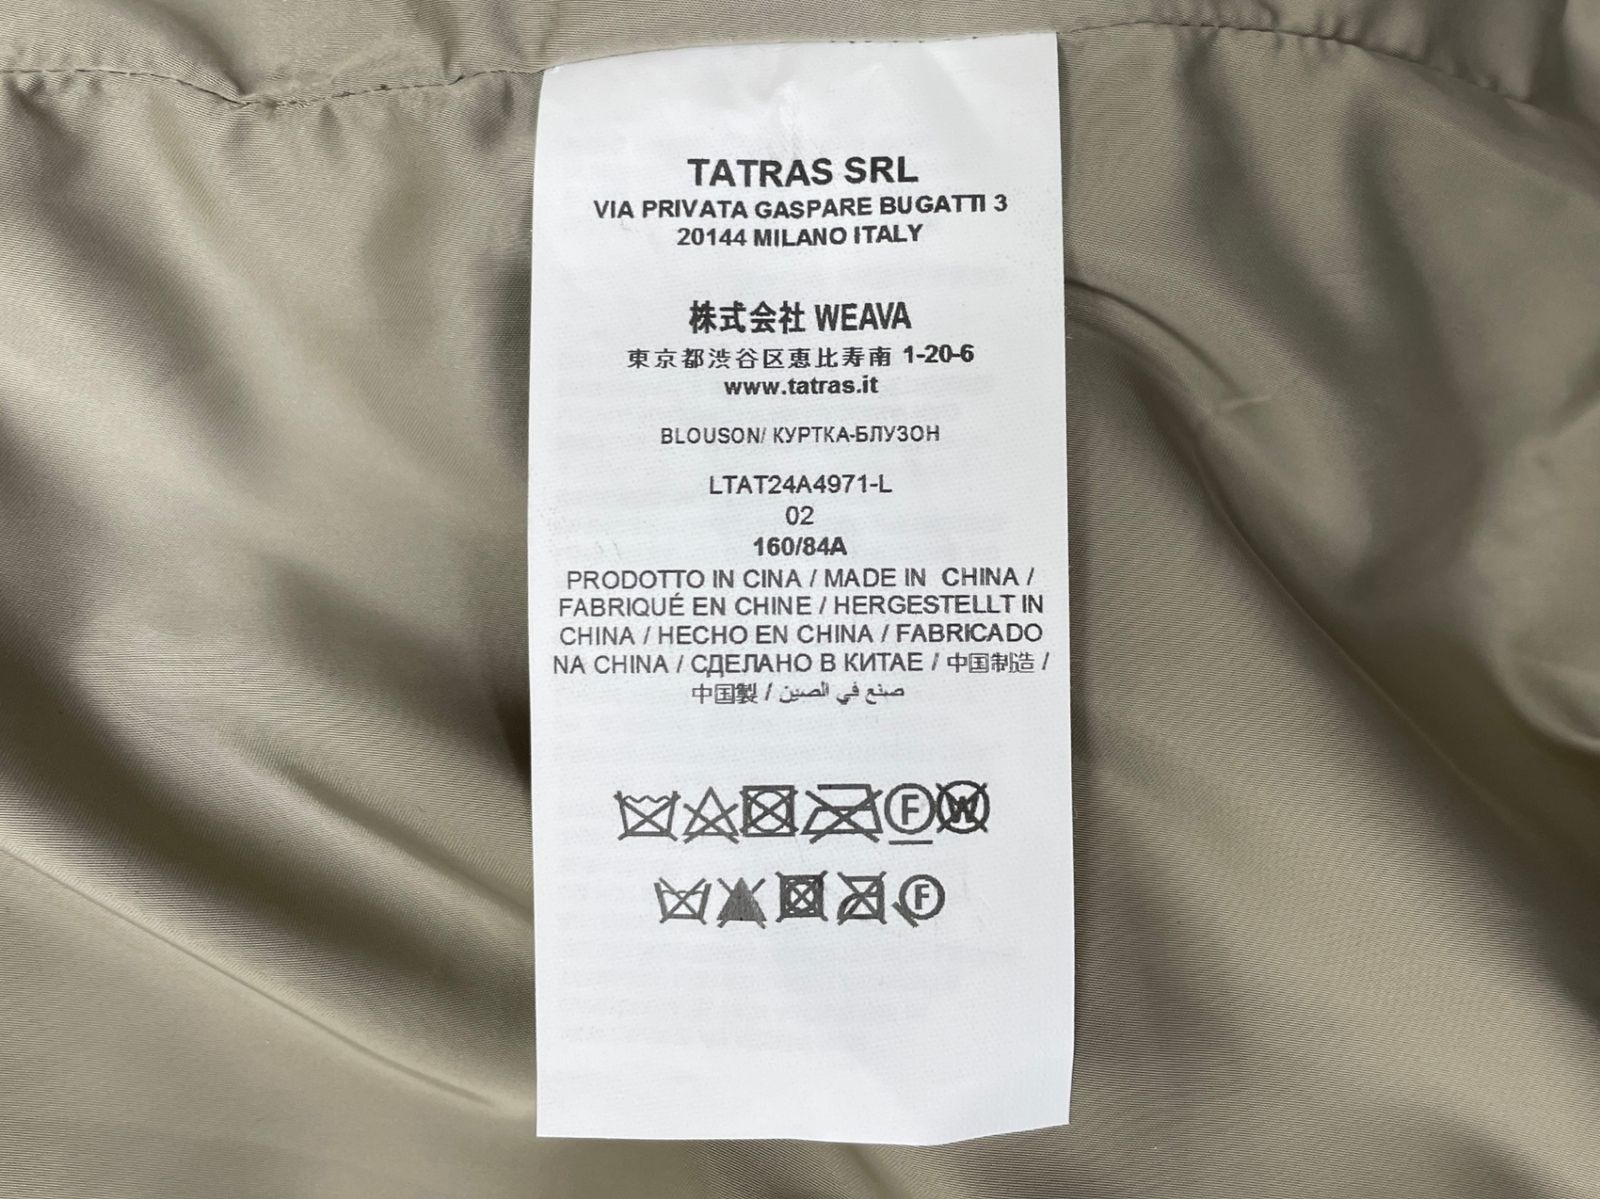 TATRAS SRL
VIA PRIVATA GASPARE BUGATTI 3
20144 MILANO ITALY
株式会社 WEAVA
東京都渋谷区恵比寿南 1-20-6
www.tatras.it
BLOUSON/ КУРТКА-БЛУЗОН
LTAT24A4971-L
02
160/84A
PRODOTTO IN CINA / MADE IN CHINA /
FABRIQUÉ EN CHINE / HERGESTELLT IN
CHINA / HECHO EN CHINA / FABRICADO
NA CHINA / СДЕЛАНО В КИТАЕ / 中国制造 /
中国製 / صنع في الصين
F W
F